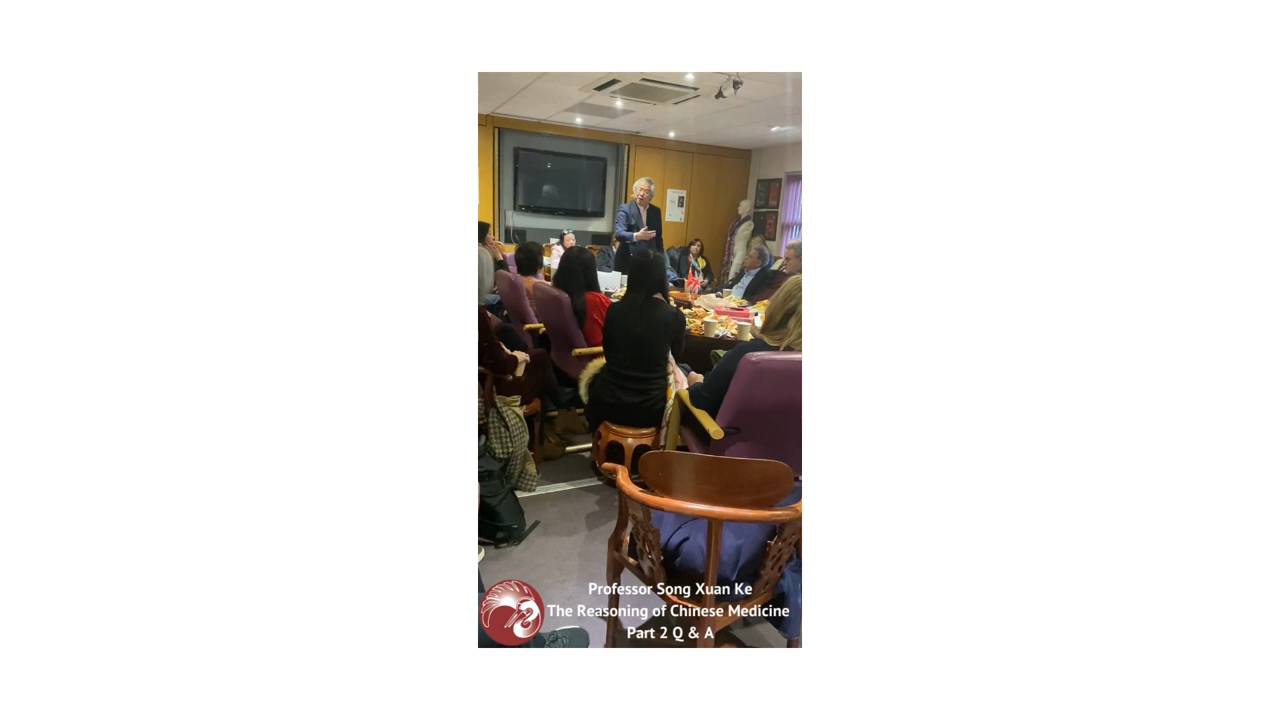 Professor Song Xuan Ke
The Reasoning of Chinese Medicine
Part 2 Q & A